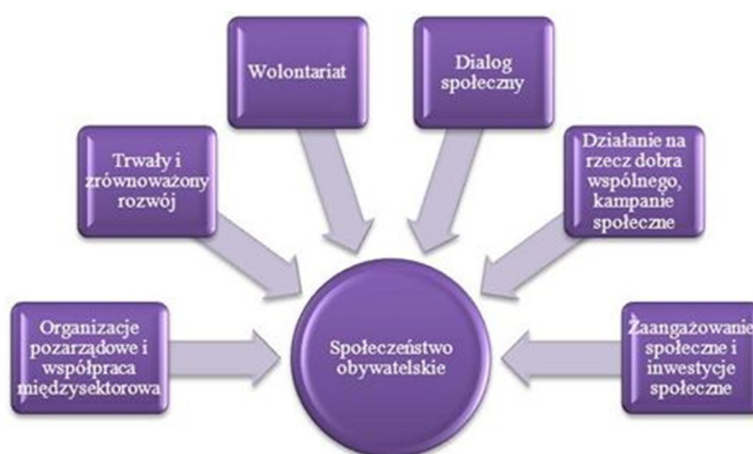 Wolontariat
Dialog
społeczny
Trwały i
zrównoważony
rozwój
Działanie na
rzecz dobra
wspólnego,
kampanie
społeczne
Organizacje
pozarządowe i
współpraca
międzysektorowa
Społeczeństwo
obywatelskie
Zaangażowanie
społeczne i
inwestycje
społeczne